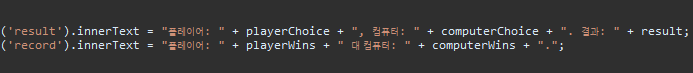 ('result').innerText = "플레이어: " + playerChoice + ", 컴퓨터: " + computerChoice + ". 결과: " + result;
('record').innerText = "플레이어: " + playerWins + " 대 컴퓨터: " + computerWins + ".";